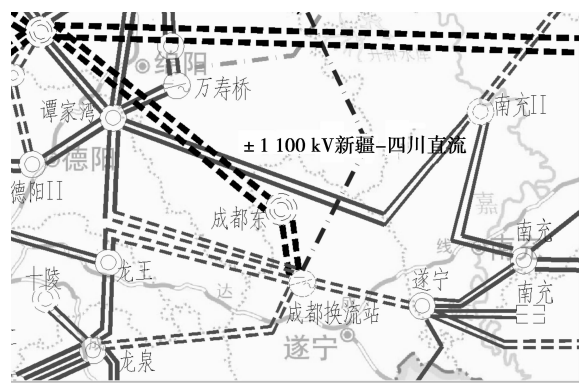 绵阳
万寿桥
谭家湾
南充II
±1 100 kV新疆-四川直流
德阳
德阳II
成都东
嘉
南充
线
龙王
十陵
达
遂宁
南充
成都换流站
遂宁
龙泉